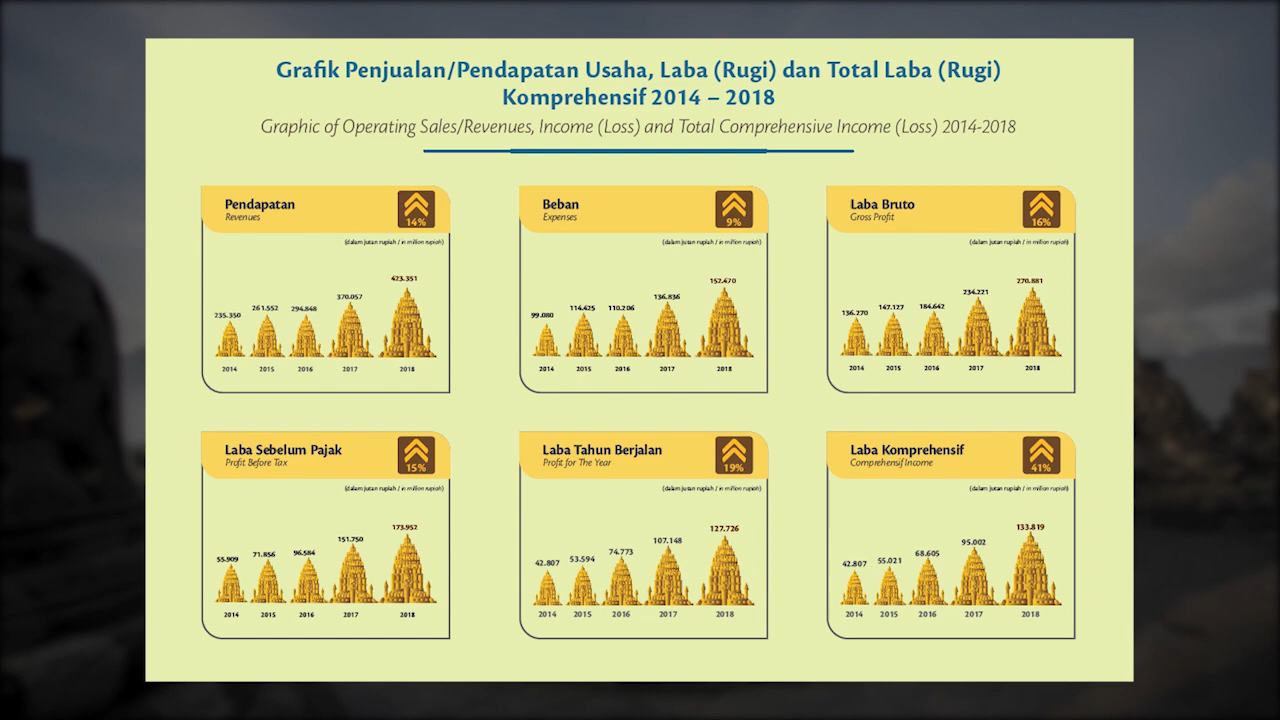 Grafik Penjualan/Pendapatan Usaha, Laba (Rugi) dan Total Laba (Rugi)
Komprehensif 2014 – 2018
Graphic of Operating Sales/Revenues, Income (Loss) and Total Comprehensive Income (Loss) 2014-2018
Pendapatan
Revenues
14%
(dalam jutan rupiah / in million rupiah)
235.350 261.552 294.848 370.057 423.351
2014 2015 2016 2017 2018
Beban
Expenses
9%
(dalam jutan rupiah / in million rupiah)
99.080 114.425 110.206 136.836 152.470
2014 2015 2016 2017 2018
Laba Bruto
Gross Profit
16%
(dalam jutan rupiah / in million rupiah)
136.270 147.127 184.642 234.221 270.881
2014 2015 2016 2017 2018
Laba Sebelum Pajak
Profit Before Tax
15%
(dalam jutan rupiah / in million rupiah)
55.909 71.856 96.584 151.750 173.952
2014 2015 2016 2017 2018
Laba Tahun Berjalan
Profit for The Year
19%
(dalam jutan rupiah / in million rupiah)
42.807 53.594 74.773 107.148 127.726
2014 2015 2016 2017 2018
Laba Komprehensif
Comprehensif Income
41%
(dalam jutan rupiah / in million rupiah)
42.807 55.021 68.605 95.002 133.819
2014 2015 2016 2017 2018